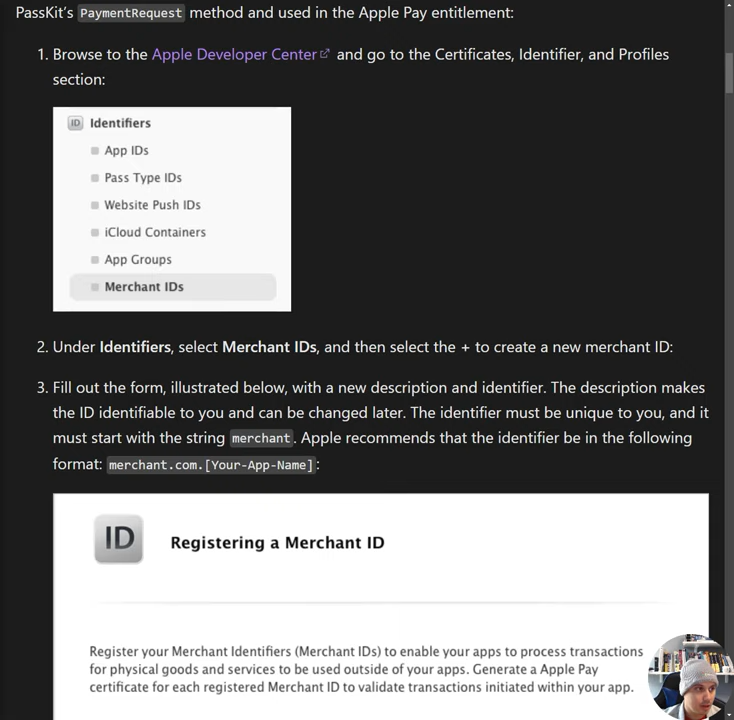 PassKit's PaymentRequest method and used in the Apple Pay entitlement:
1. Browse to the Apple Developer Center and go to the Certificates, Identifier, and Profiles
section:
ID Identifiers
App IDs
Pass Type IDs
Website Push IDs
iCloud Containers
App Groups
Merchant IDs
2. Under Identifiers, select Merchant IDs, and then select the + to create a new merchant ID:
3. Fill out the form, illustrated below, with a new description and identifier. The description makes
the ID identifiable to you and can be changed later. The identifier must be unique to you, and it
must start with the string merchant. Apple recommends that the identifier be in the following
format: merchant.com.[Your-App-Name]:
ID Registering a Merchant ID
Register your Merchant Identifiers (Merchant IDs) to enable your apps to process transactions
for physical goods and services to be used outside of your apps. Generate a Apple Pay
certificate for each registered Merchant ID to validate transactions initiated within your app.